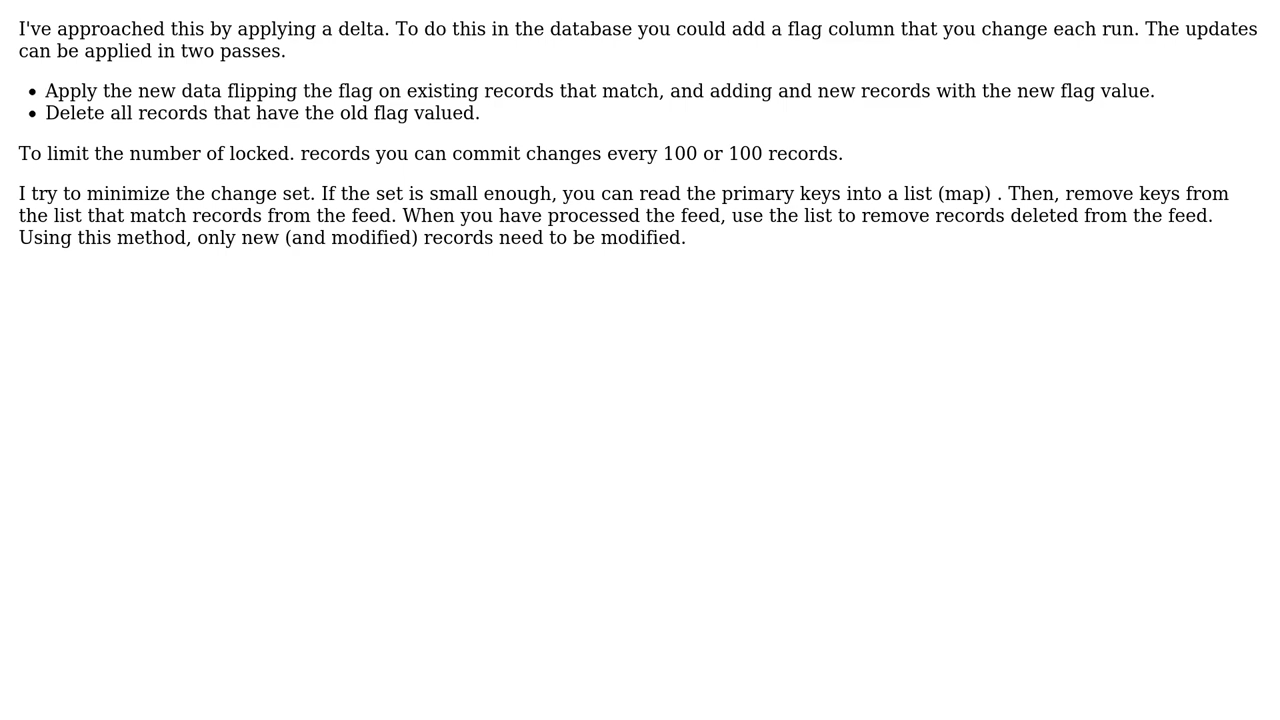 I've approached this by applying a delta. To do this in the database you could add a flag column that you change each run. The updates
can be applied in two passes.
• Apply the new data flipping the flag on existing records that match, and adding and new records with the new flag value.
• Delete all records that have the old flag valued.
To limit the number of locked. records you can commit changes every 100 or 100 records.
I try to minimize the change set. If the set is small enough, you can read the primary keys into a list (map) . Then, remove keys from
the list that match records from the feed. When you have processed the feed, use the list to remove records deleted from the feed.
Using this method, only new (and modified) records need to be modified.